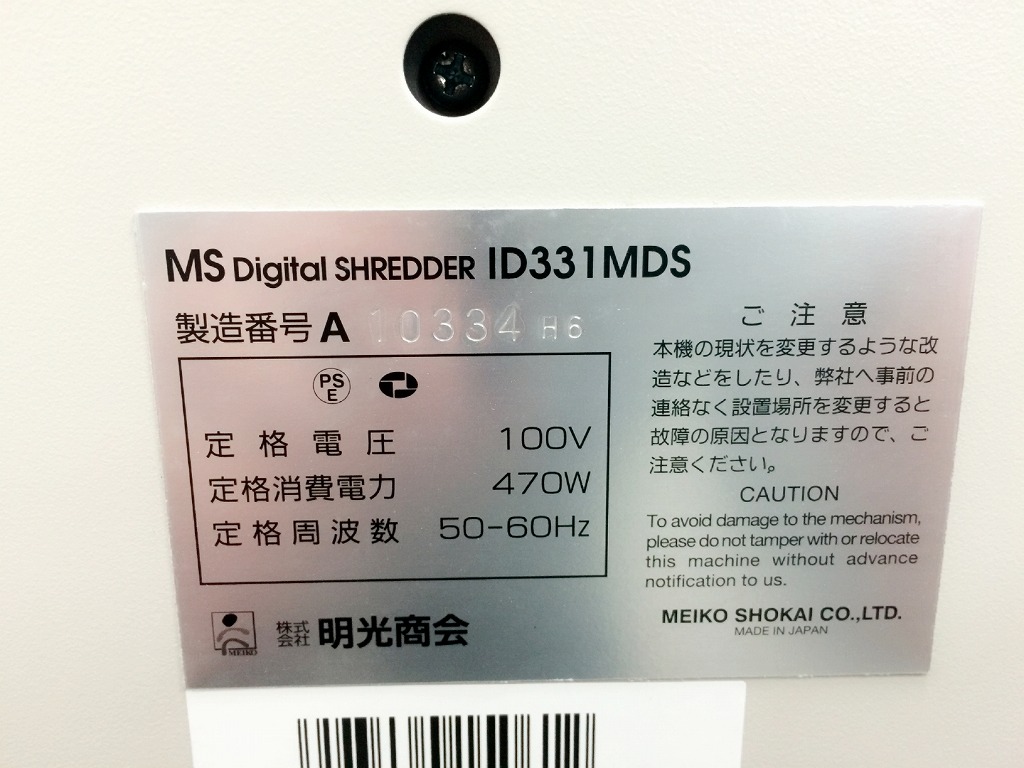 MS Digital SHREDDER ID331MDS
製造番号 A 10334 H6
PS
E
定格電圧 100V
定格消費電力 470W
定格周波数 50-60Hz
MEIKO
株式
会社 明光商会
ご注意
本機の現状を変更するような改
造などをしたり、弊社へ事前の
連絡なく設置場所を変更すると
故障の原因となりますので、ご
注意ください。
CAUTION
To avoid damage to the mechanism,
please do not tamper with or relocate
this machine without advance
notification to us.
MEIKO SHOKAI CO.,LTD.
MADE IN JAPAN